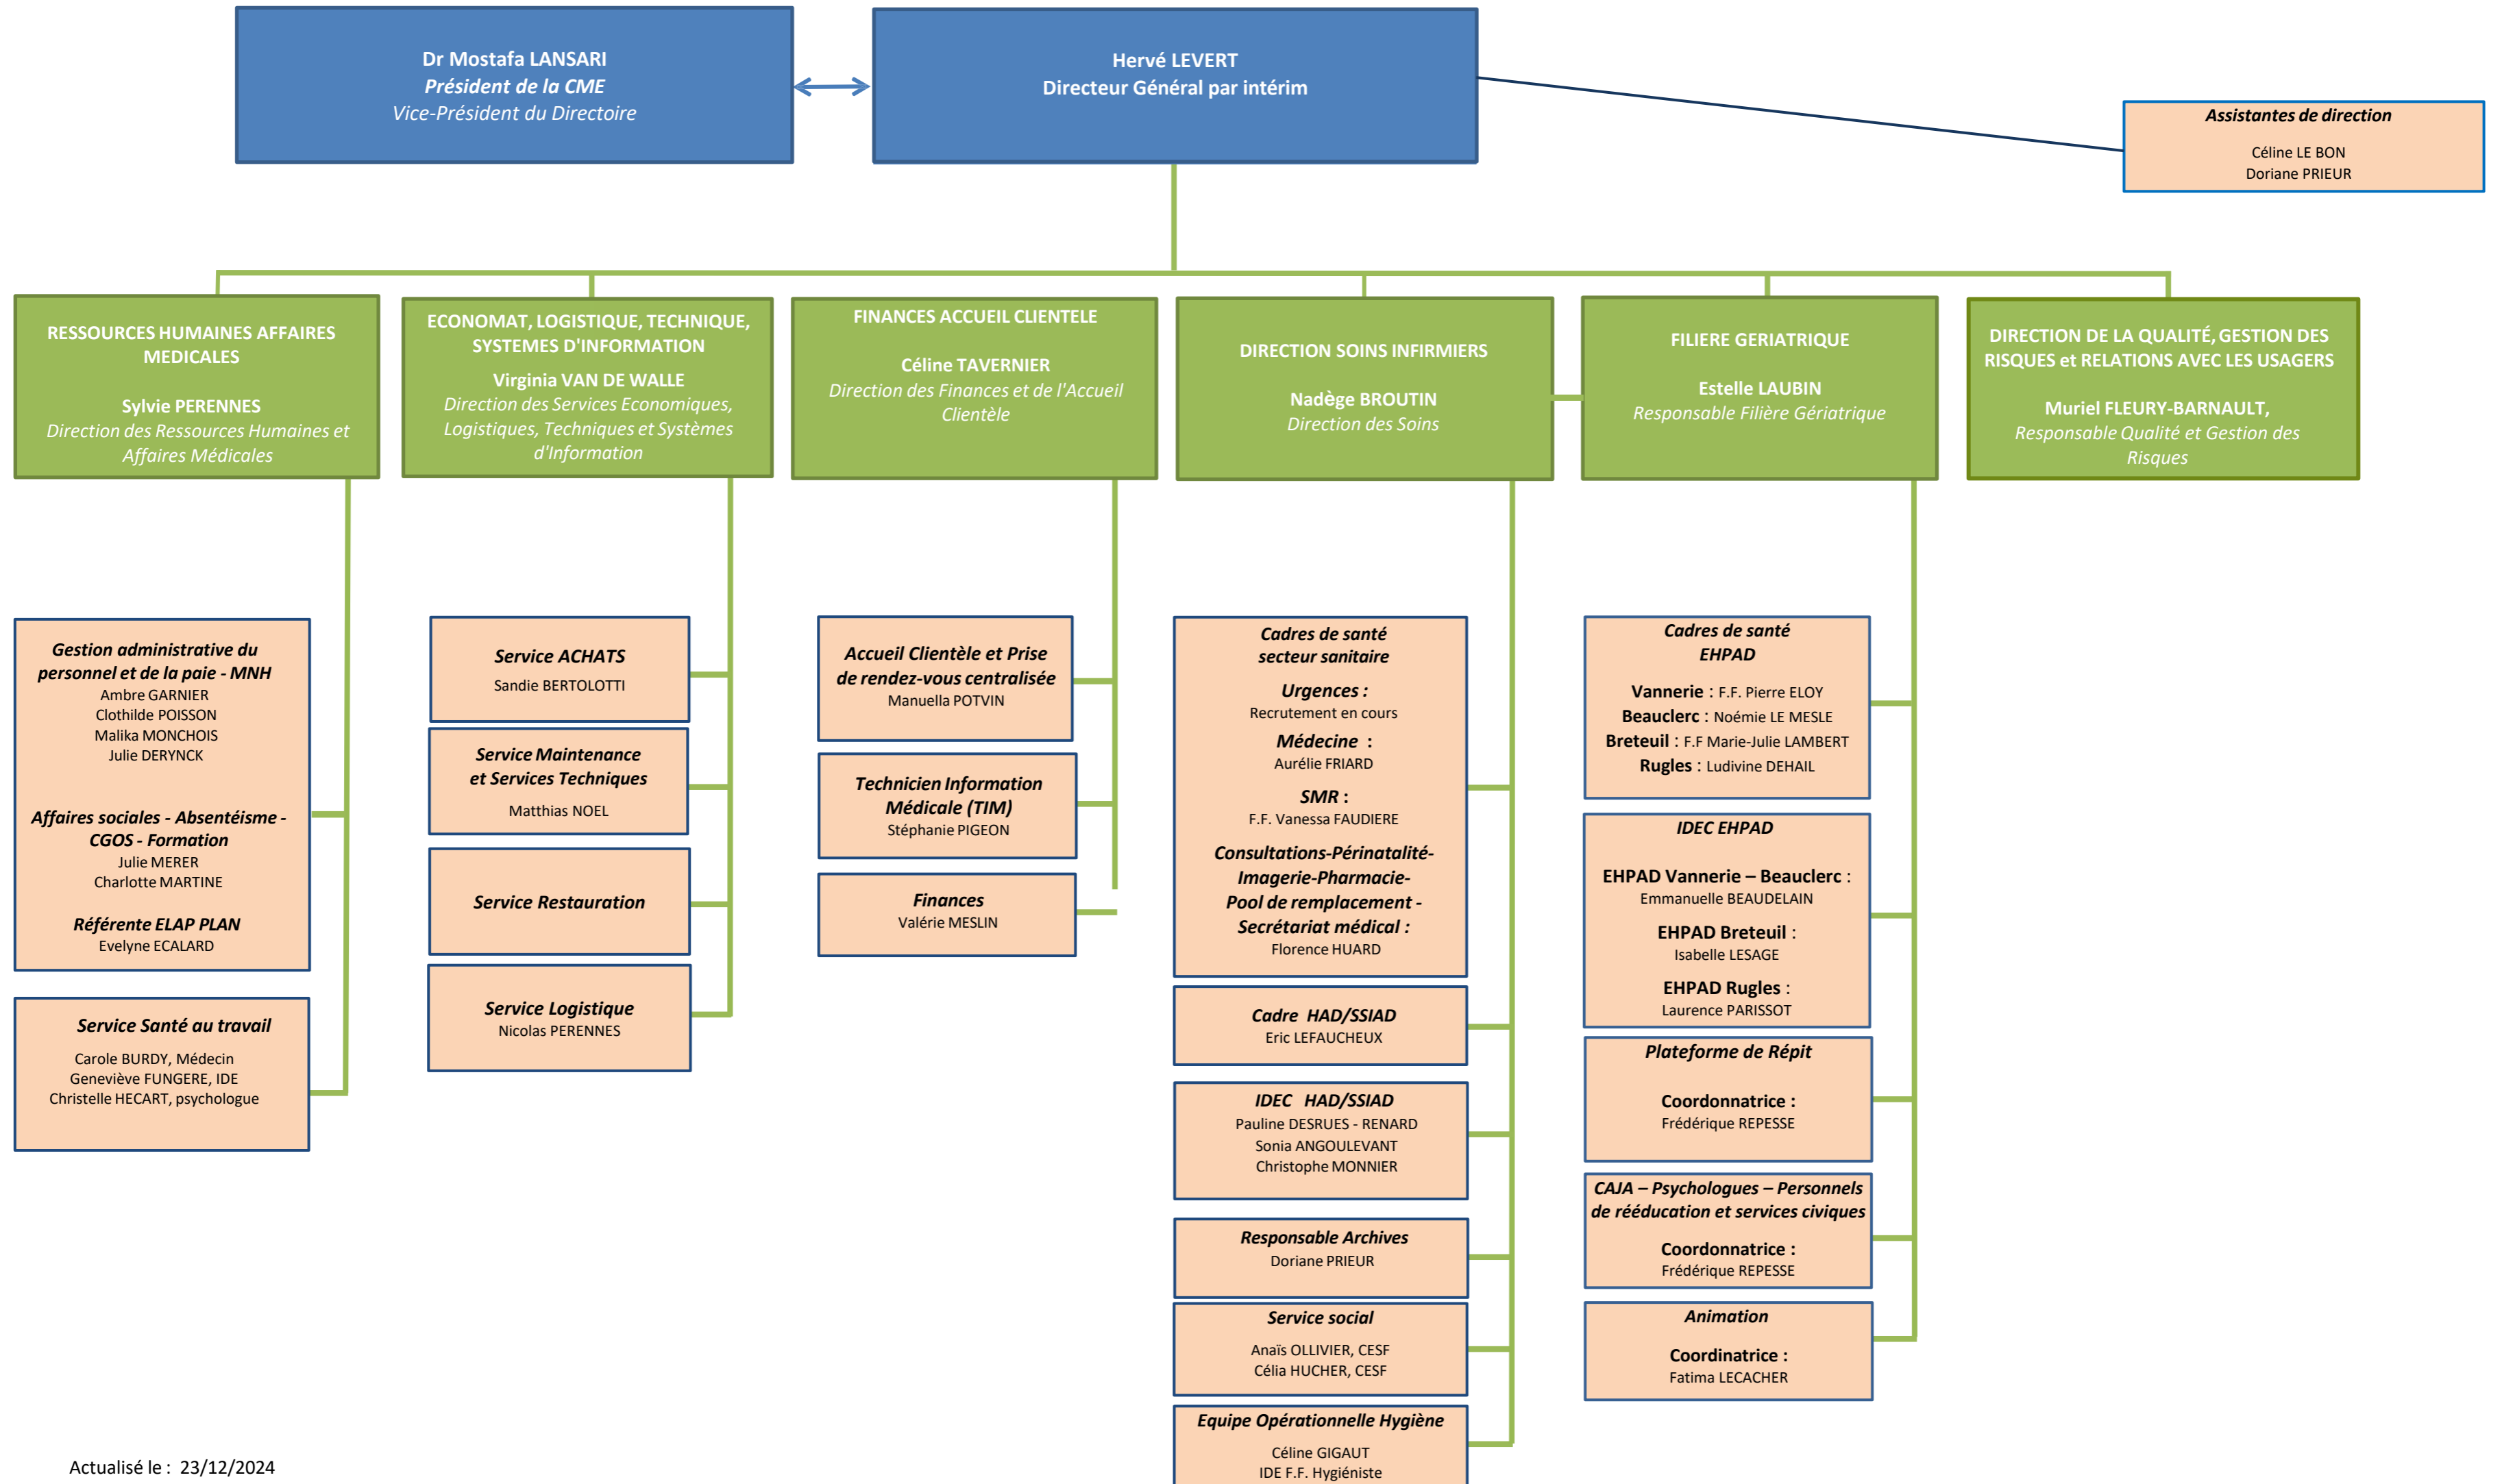 Dr Mostafa LANSARI
Président de la CME
Vice-Président du Directoire
Hervé LEVERT
Directeur Général par intérim
Assistantes de direction
Céline LE BON
Doriane PRIEUR
RESSOURCES HUMAINES AFFAIRES
MEDICALES
Sylvie PERENNES
Direction des Ressources Humaines et
Affaires Médicales
ECONOMAT, LOGISTIQUE, TECHNIQUE,
SYSTEMES D'INFORMATION
Virginia VAN DE WALLE
Direction des Services Economiques,
Logistiques, Techniques et Systèmes
d'Information
FINANCES ACCUEIL CLIENTELE
Céline TAVERNIER
Direction des Finances et de l'Accueil
Clientèle
DIRECTION SOINS INFIRMIERS
Nadège BROUTIN
Direction des Soins
FILIERE GERIATRIQUE
Estelle LAUBIN
Responsable Filière Gériatrique
DIRECTION DE LA QUALITÉ, GESTION DES
RISQUES et RELATIONS AVEC LES USAGERS
Muriel FLEURY-BARNAULT,
Responsable Qualité et Gestion des
Risques
Gestion administrative du
personnel et de la paie - MNH
Ambre GARNIER
Clothilde POISSON
Malika MONCHOIS
Julie DERYNCK
Affaires sociales - Absentéisme -
CGOS - Formation
Julie MERER
Charlotte MARTINE
Référente ELAP PLAN
Evelyne ECALARD
Service Santé au travail
Carole BURDY, Médecin
Geneviève FUNGERE, IDE
Christelle HECART, psychologue
Service ACHATS
Sandie BERTOLOTTI
Service Maintenance
et Services Techniques
Matthias NOEL
Service Restauration
Service Logistique
Nicolas PERENNES
Accueil Clientèle et Prise
de rendez-vous centralisée
Manuella POTVIN
Technicien Information
Médicale (TIM)
Stéphanie PIGEON
Finances
Valérie MESLIN
Cadres de santé
secteur sanitaire
Urgences :
Recrutement en cours
Médecine :
Aurélie FRIARD
SMR :
F.F. Vanessa FAUDIERE
Consultations-Périnatalité-
Imagerie-Pharmacie-
Pool de remplacement -
Secrétariat médical :
Florence HUARD
Cadre HAD/SSIAD
Eric LEFAUCHEUX
IDEC HAD/SSIAD
Pauline DESRUES - RENARD
Sonia ANGOULEVANT
Christophe MONNIER
Responsable Archives
Doriane PRIEUR
Service social
Anaïs OLLIVIER, CESF
Célia HUCHER, CESF
Equipe Opérationnelle Hygiène
Céline GIGAUT
IDE F.F. Hygiéniste
Cadres de santé
EHPAD
Vannerie : F.F. Pierre ELOY
Beauclerc : Noémie LE MESLE
Breteuil : F.F Marie-Julie LAMBERT
Rugles : Ludivine DEHAIL
IDEC EHPAD
EHPAD Vannerie – Beauclerc :
Emmanuelle BEAUDELAIN
EHPAD Breteuil :
Isabelle LESAGE
EHPAD Rugles :
Laurence PARISSOT
Plateforme de Répit
Coordonnatrice :
Frédérique REPESSE
CAJA – Psychologues – Personnels
de rééducation et services civiques
Coordonnatrice :
Frédérique REPESSE
Animation
Coordinatrice :
Fatima LECACHER
Actualisé le : 23/12/2024